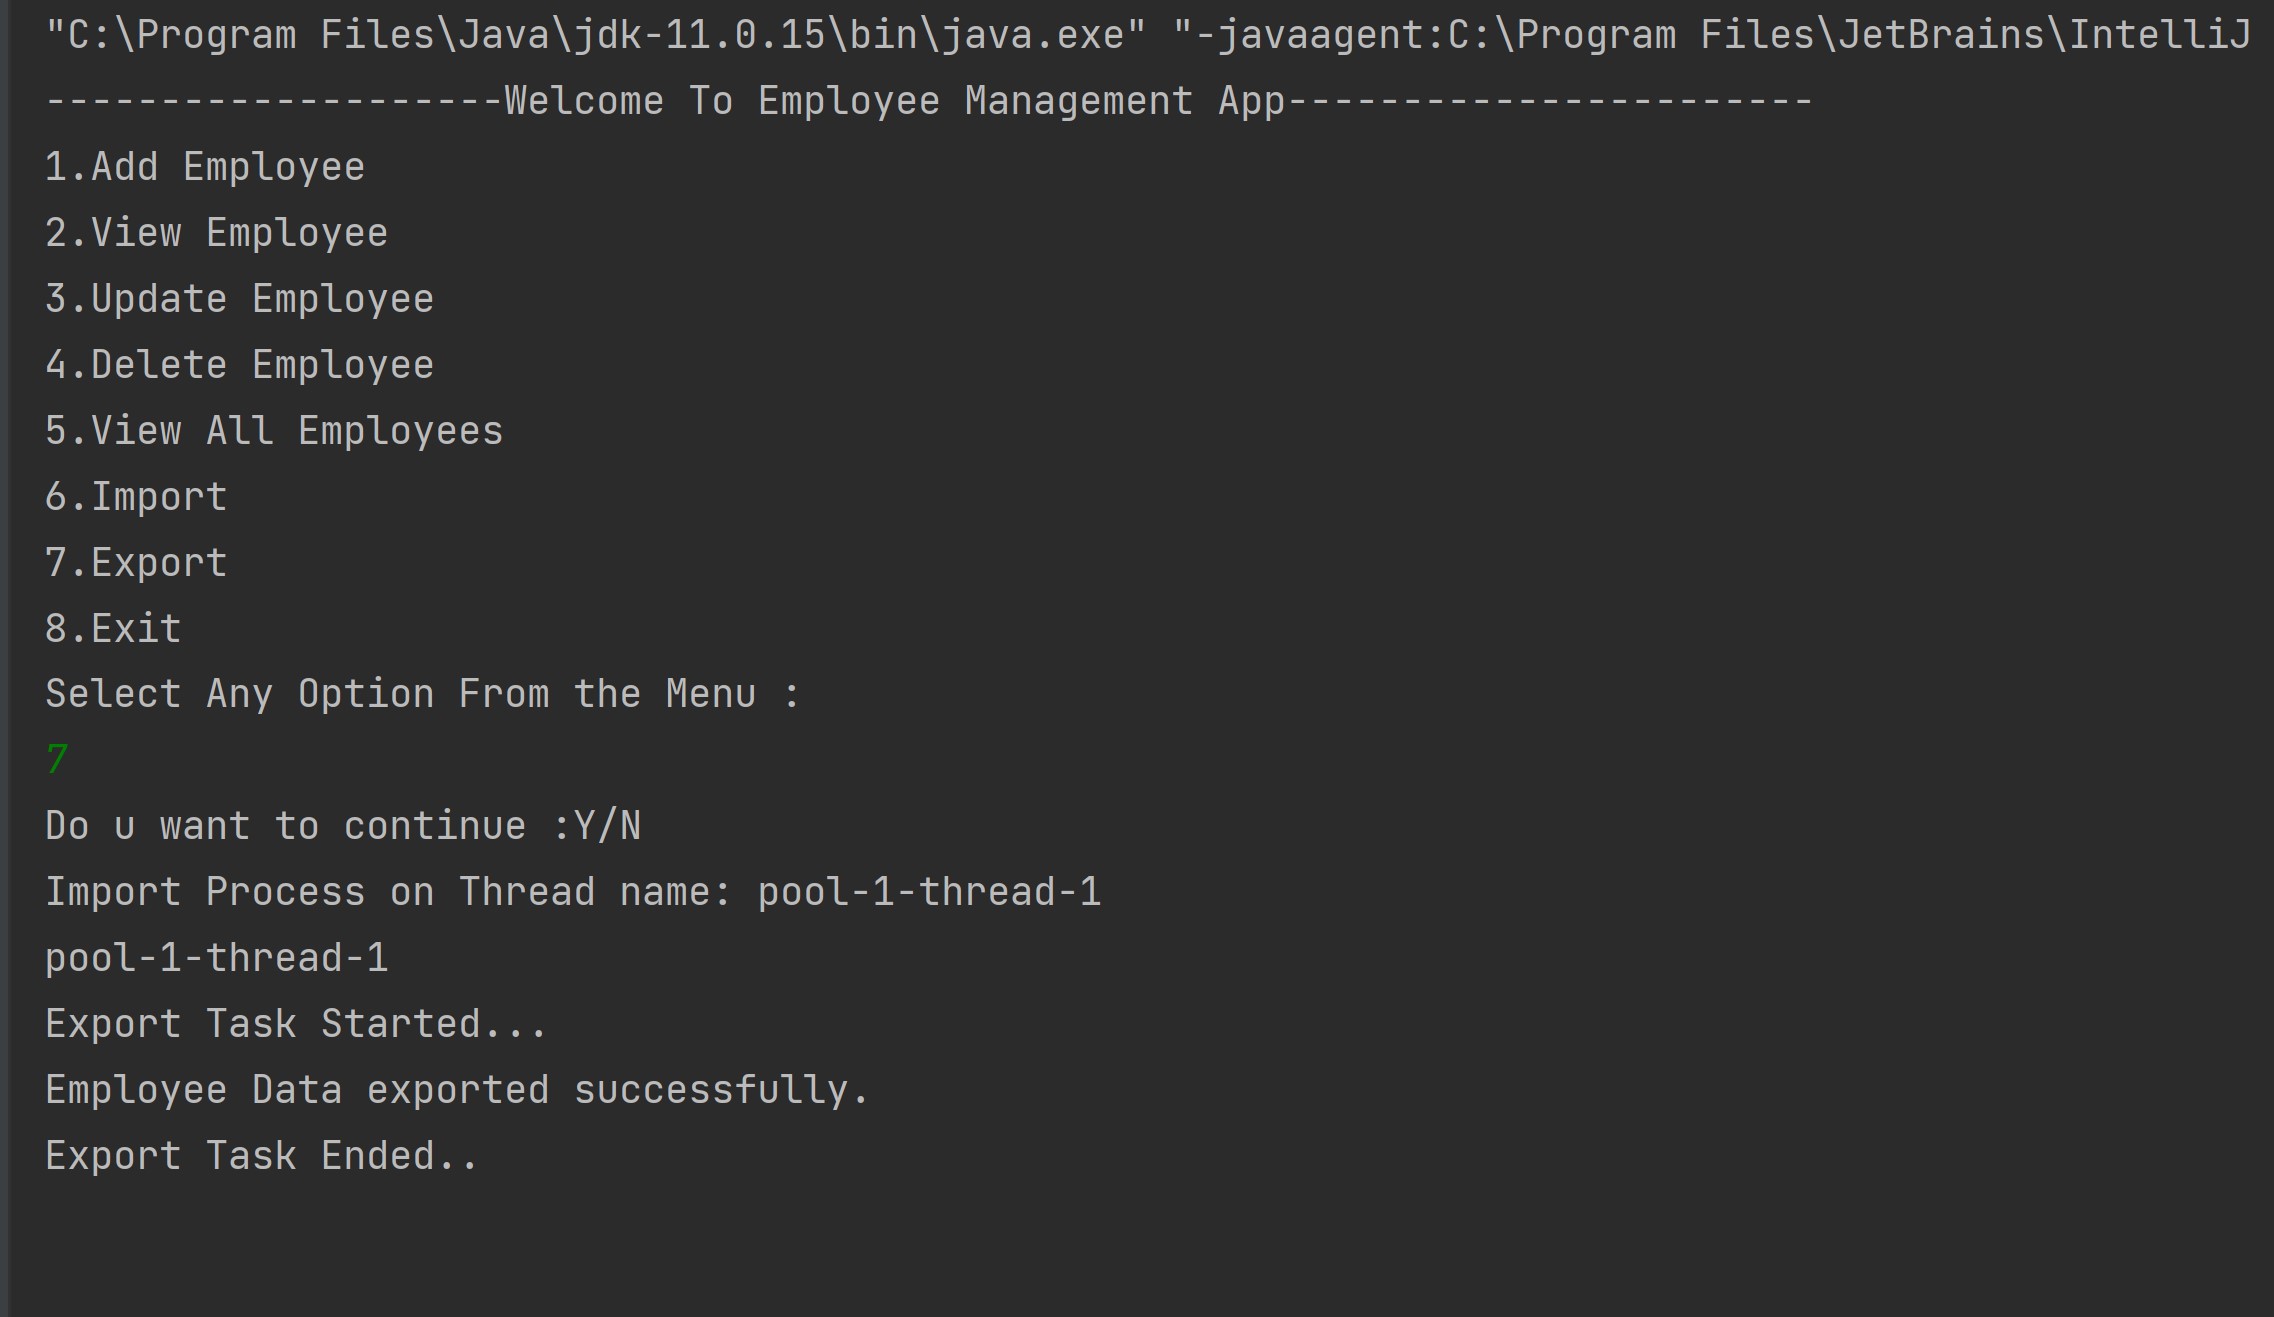 "C:\Program Files\Java\jdk-11.0.15\bin\java.exe" "-javaagent:C:\Program Files\JetBrains\IntelliJ
--------------------Welcome To Employee Management App-----------------------
1.Add Employee
2.View Employee
3.Update Employee
4.Delete Employee
5.View All Employees
6.Import
7.Export
8.Exit
Select Any Option From the Menu :
7
Do u want to continue :Y/N
Import Process on Thread name: pool-1-thread-1
pool-1-thread-1
Export Task Started...
Employee Data exported successfully.
Export Task Ended..